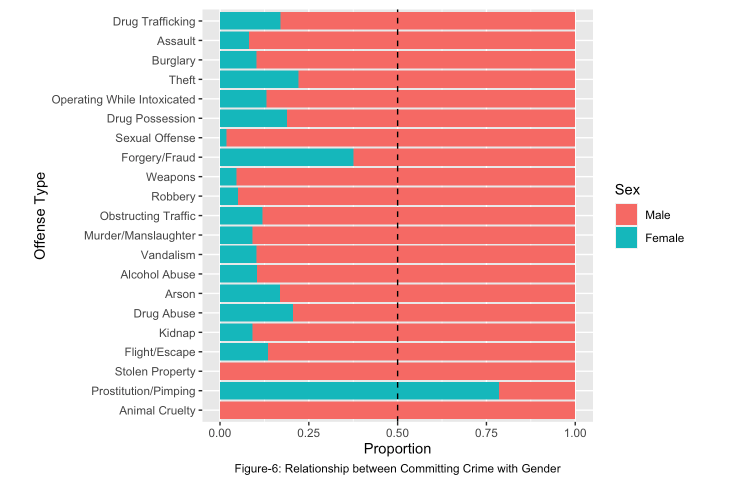 Offense Type
Drug Trafficking
Assault
Burglary
Theft
Operating While Intoxicated
Drug Possession
Sexual Offense
Forgery/Fraud
Weapons
Robbery
Obstructing Traffic
Murder/Manslaughter
Vandalism
Alcohol Abuse
Arson
Drug Abuse
Kidnap
Flight/Escape
Stolen Property
Prostitution/Pimping
Animal Cruelty
0.00 0.25 0.50 0.75 1.00
Proportion
Sex
Male
Female
Figure-6: Relationship between Committing Crime with Gender